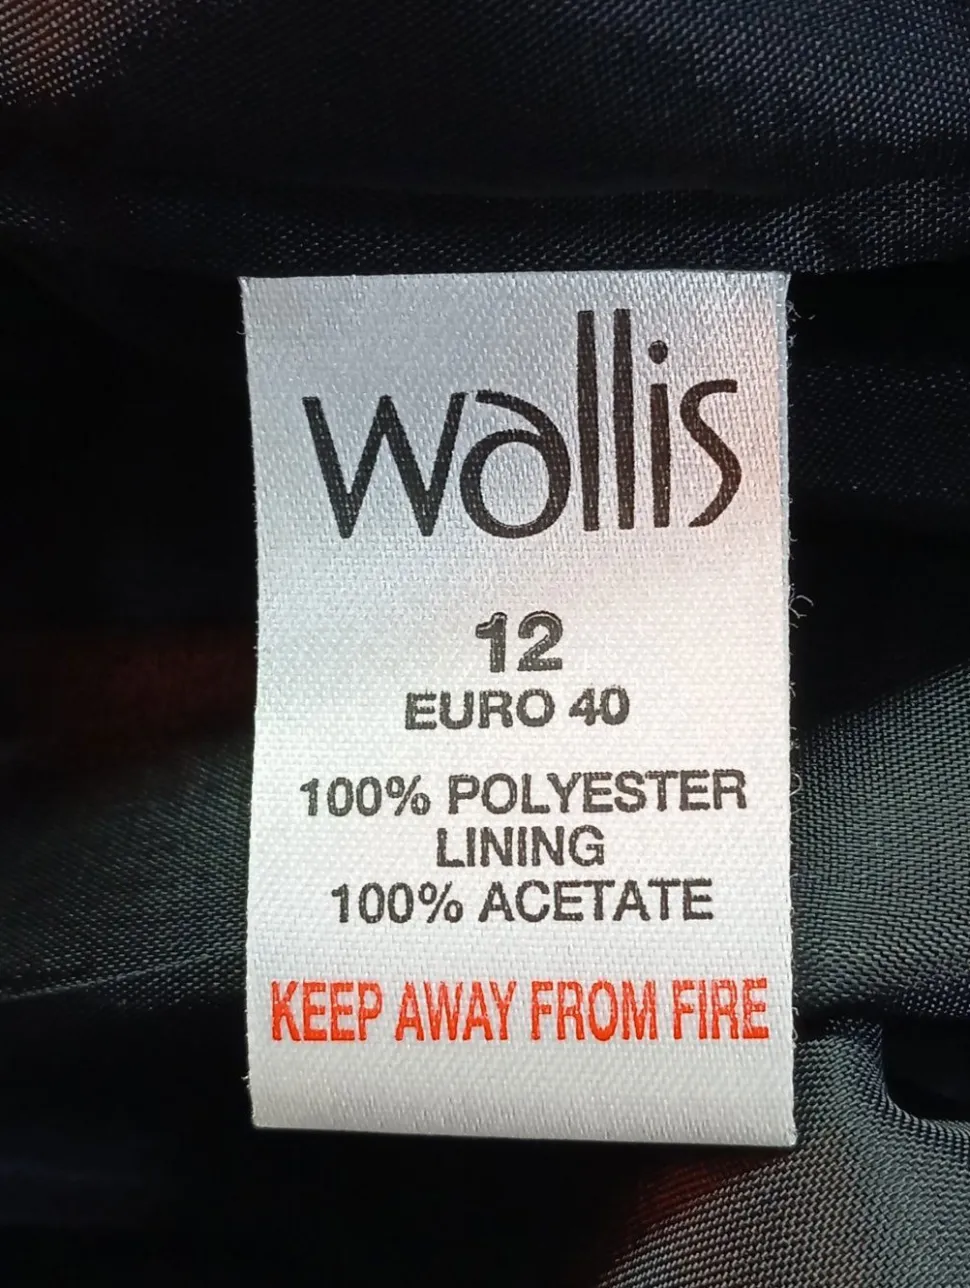 wallis
12
EURO 40
100% POLYESTER
LINING
100% ACETATE
KEEP AWAY FROM FIRE